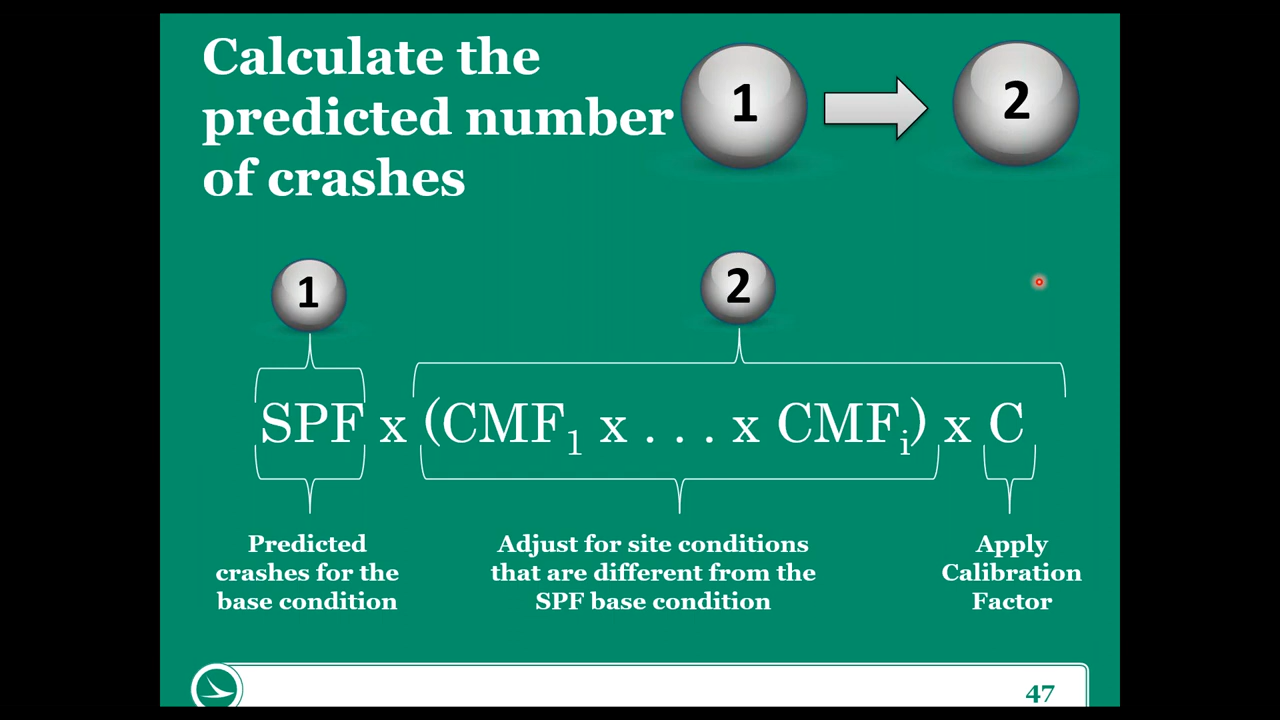 Calculate the
predicted number
of crashes
1
2
1
2
SPF x (CMF₁ x . . . x CMFᵢ) x C
Predicted
crashes for the
base condition
Adjust for site conditions
that are different from the
SPF base condition
Apply
Calibration
Factor
47